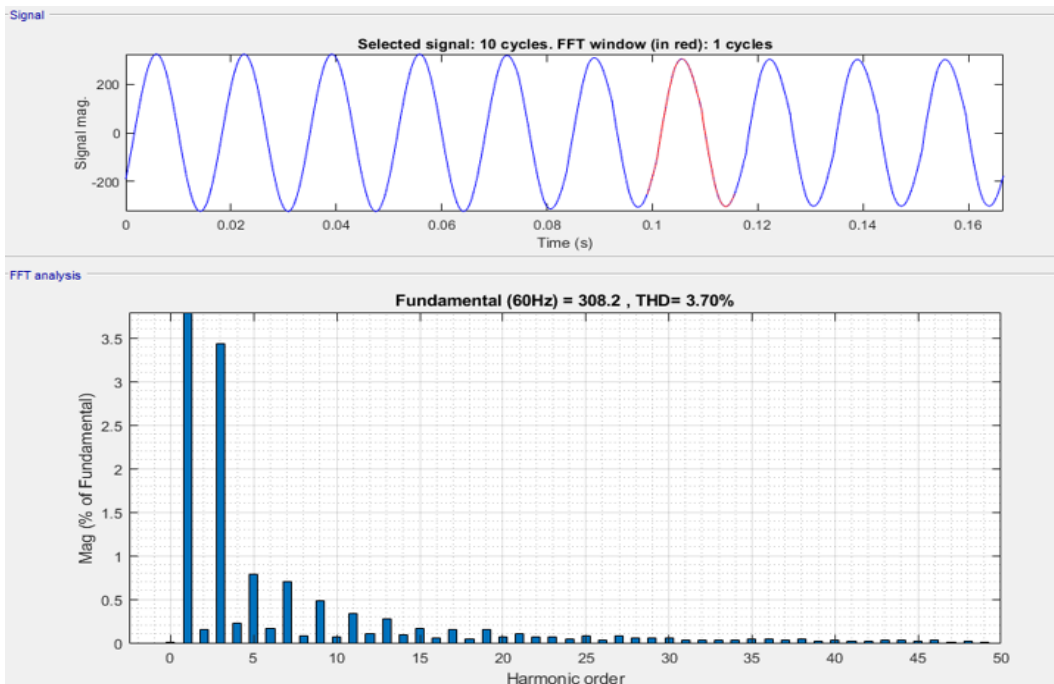 Signal
Selected signal: 10 cycles. FFT window (in red): 1 cycles
Signal mag.
200
0
-200
0 0.02 0.04 0.06 0.08 0.1 0.12 0.14 0.16
Time (s)
FFT analysis
Fundamental (60Hz) = 308.2 , THD= 3.70%
Mag (% of Fundamental)
3.5
3
2.5
2
1.5
1
0.5
0
0 5 10 15 20 25 30 35 40 45 50
Harmonic order